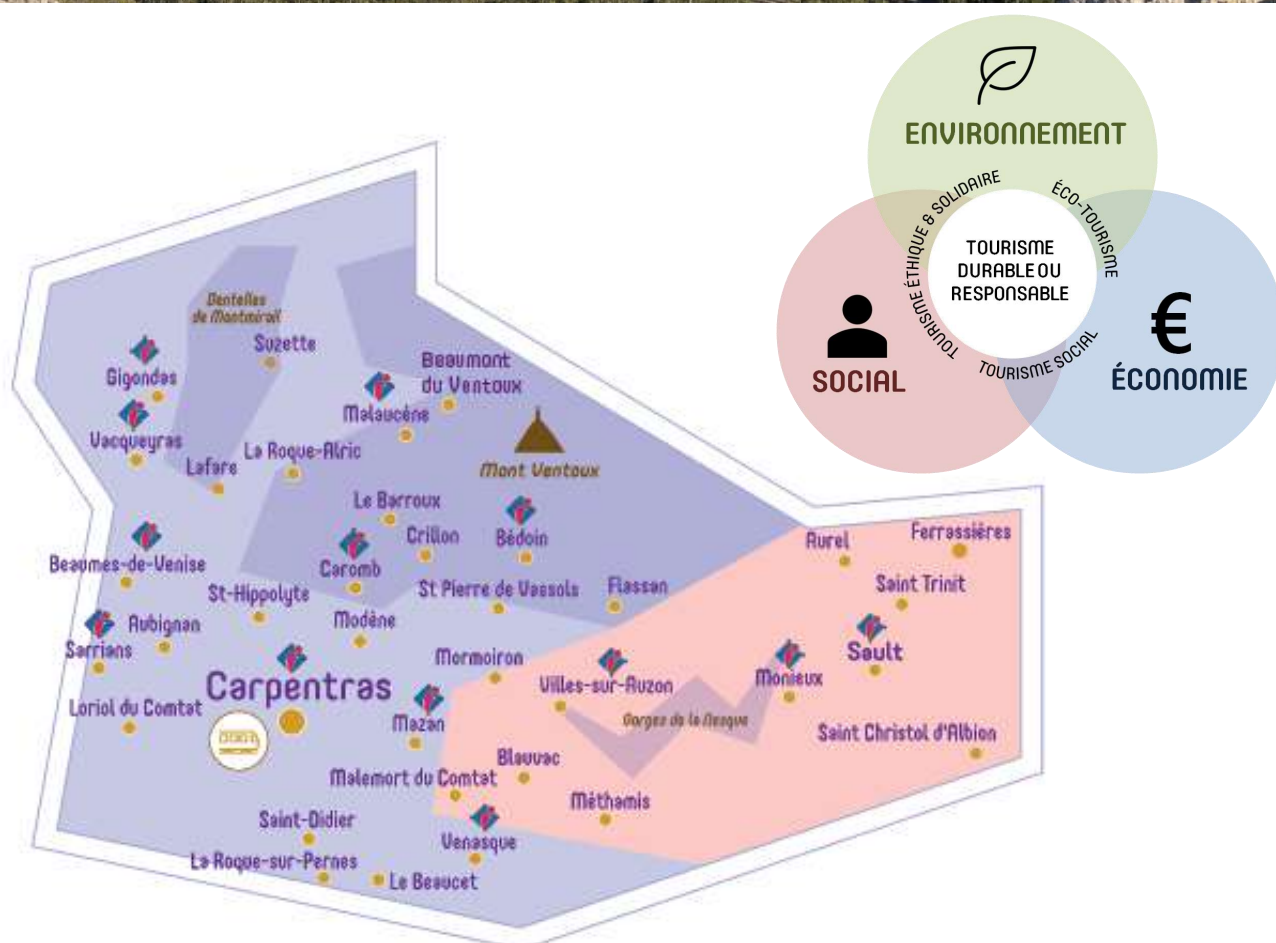 ENVIRONNEMENT
TOURISME ÉTHIQUE & SOLIDAIRE
ÉCO-TOURISME
TOURISME
DURABLE OU
RESPONSABLE
€
SOCIAL
TOURISME SOCIAL
ÉCONOMIE
Dentelles
de Montmirail
Suzette
Gigondas
Beaumont
du Ventoux
Malaucène
Vacqueyras
Lafare
La Roque-Alric
Mont Ventoux
Le Barroux
Crillon
Bédoin
Caromb
Beaumes-de-Venise
St-Hippolyte
St Pierre de Vassols
Flassan
Aurel
Ferrassières
Saint Trinit
Aubignan
Modène
Sarrians
Sault
Mormoiron
Villes-sur-Auzon
Monieux
Carpentras
Loriol du Comtat
Mazan
Gorges de la Nesque
Saint Christol d'Albion
Blauvac
Malemort du Comtat
Méthamis
Saint-Didier
Venasque
La Roque-sur-Pernes
Le Beaucet